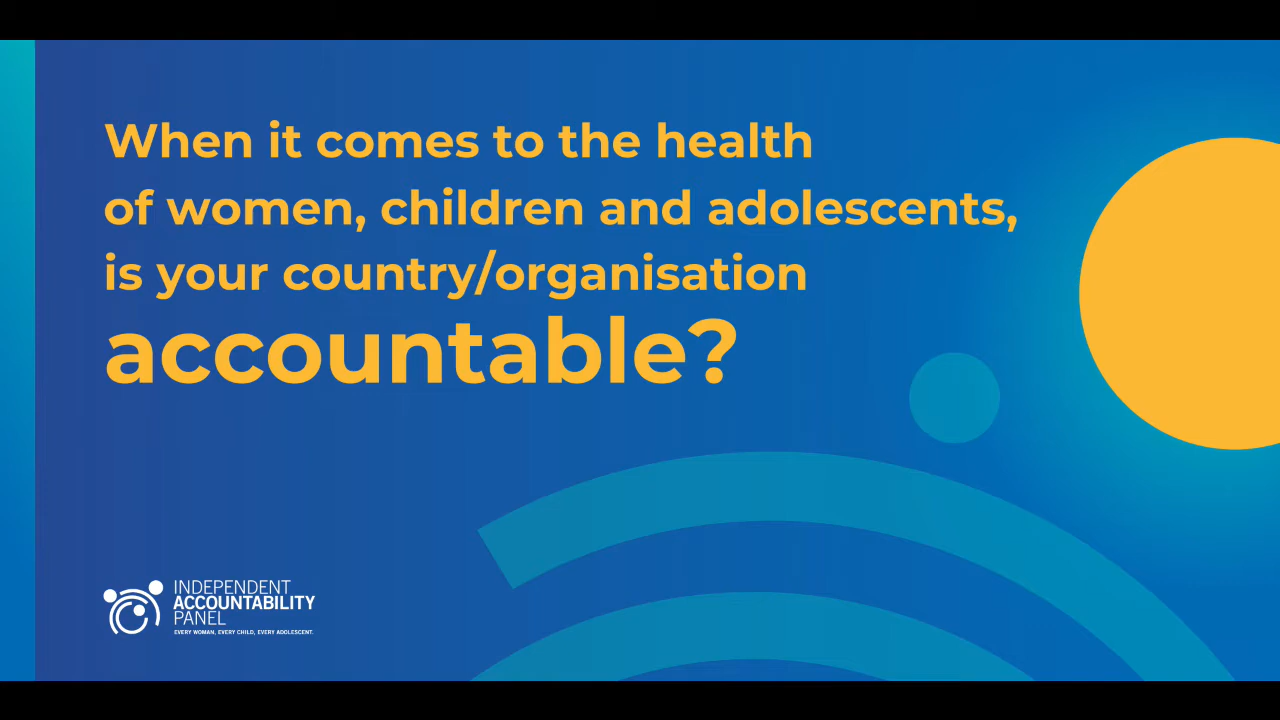 When it comes to the health
of women, children and adolescents,
is your country/organisation
accountable?
INDEPENDENT
ACCOUNTABILITY
PANEL
EVERY WOMAN, EVERY CHILD, EVERY ADOLESCENT.